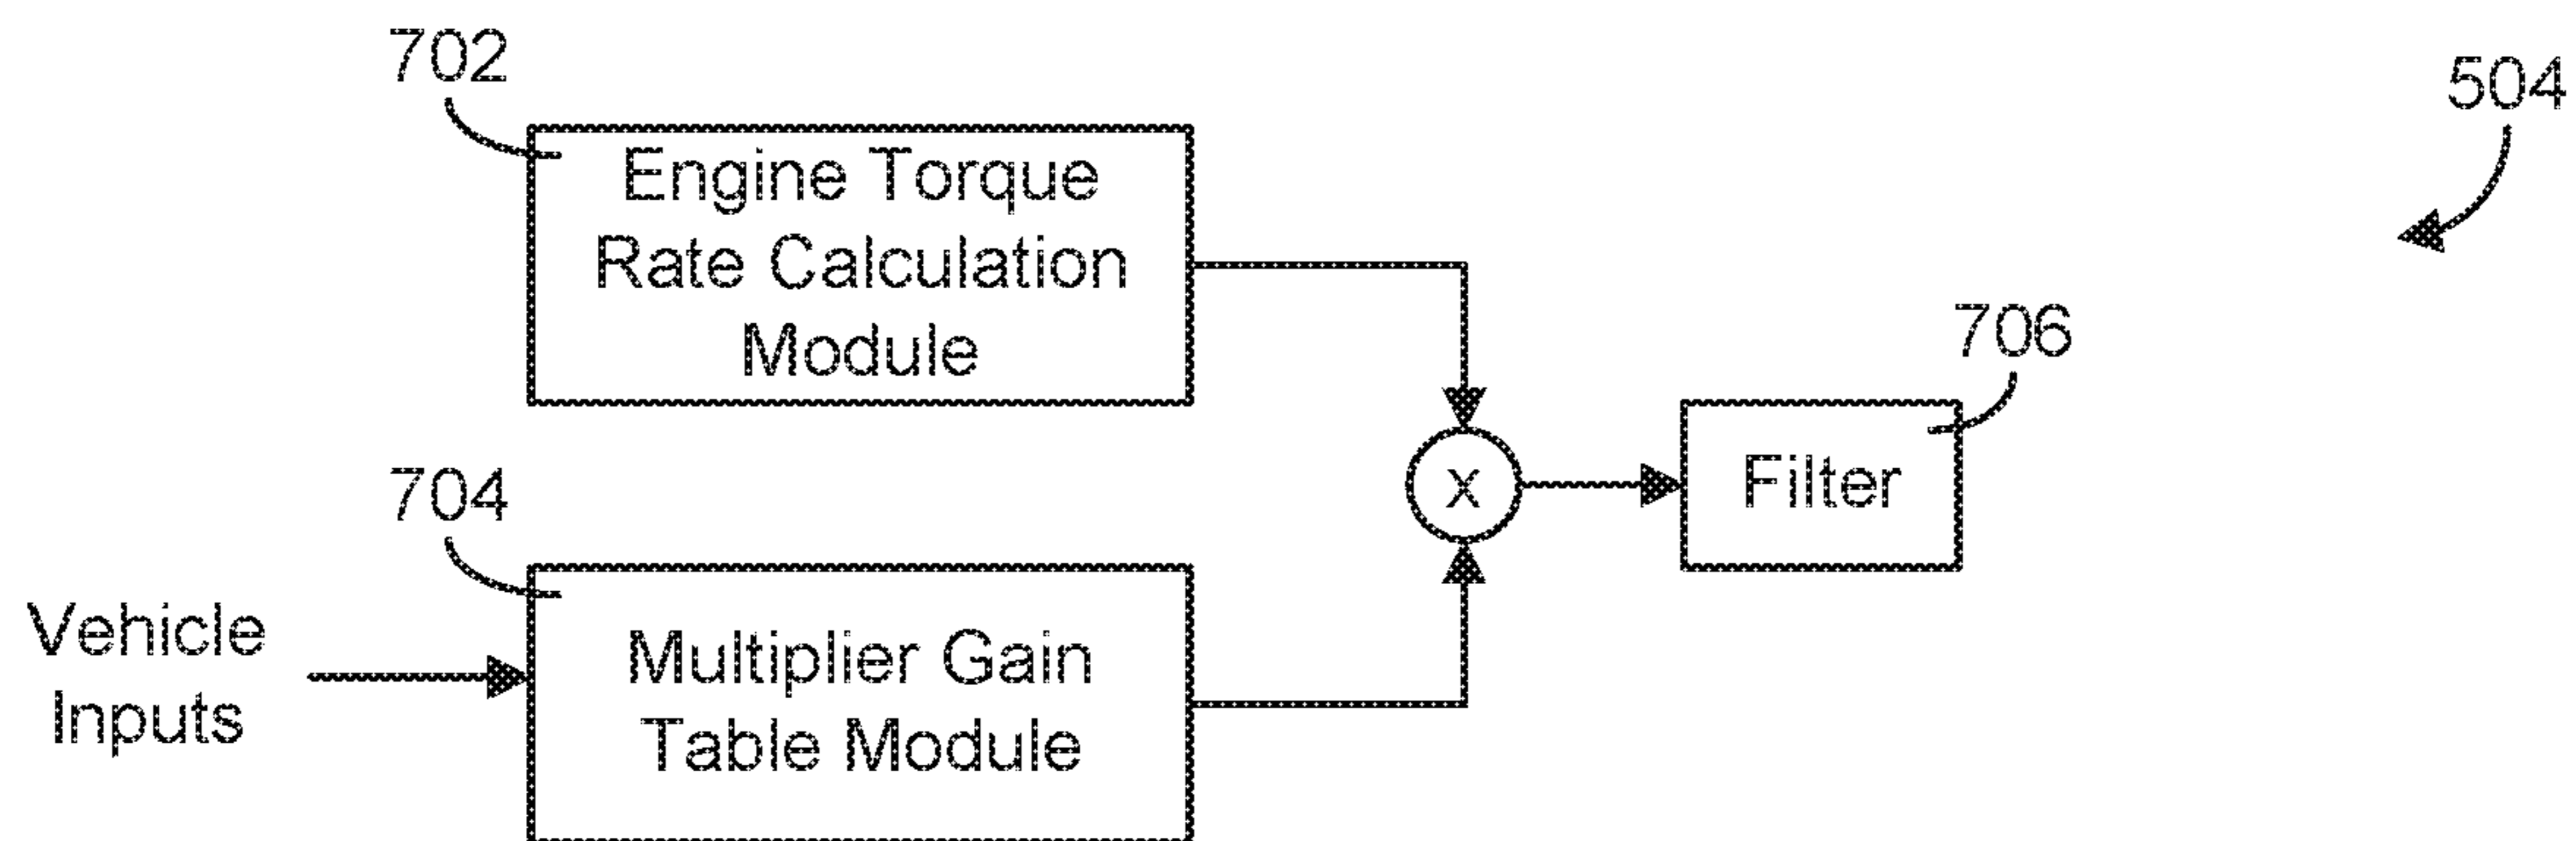 702
504
Engine Torque
Rate Calculation
Module
706
x
Filter
704
Vehicle
Inputs
Multiplier Gain
Table Module